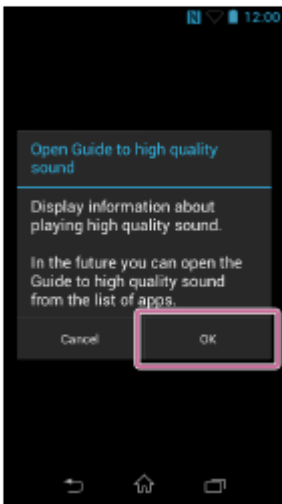 N 12:00
Open Guide to high quality
sound
Display information about
playing high quality sound.
In the future you can open the
Guide to high quality sound
from the list of apps.
Cancel OK